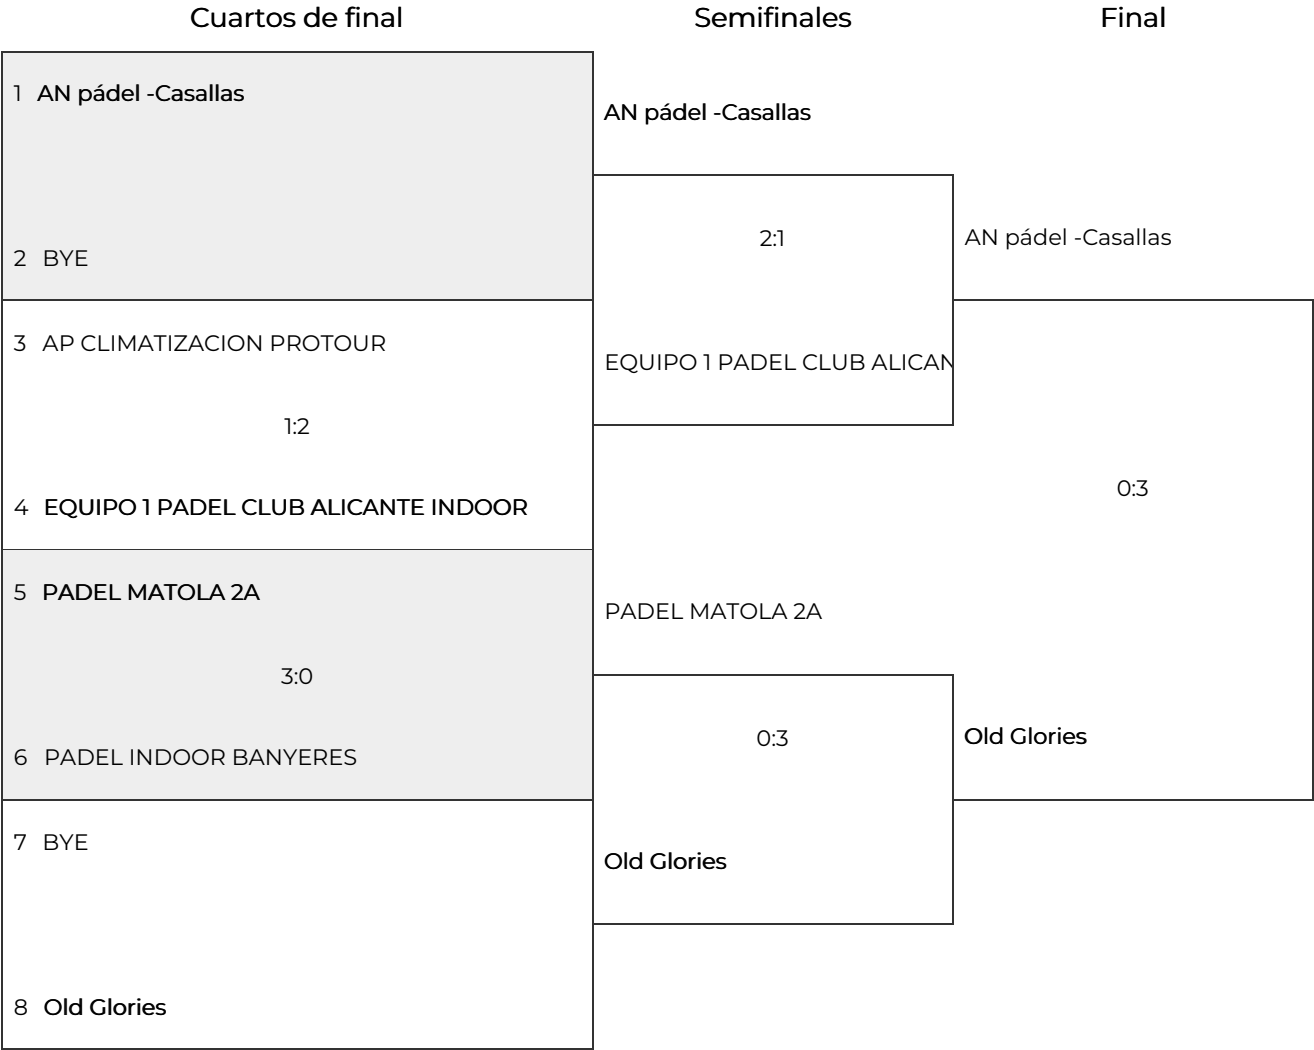 Cuartos de final
Semifinales
Final
1 AN pádel -Casallas
2 BYE
3 AP CLIMATIZACION PROTOUR
1:2
4 EQUIPO 1 PADEL CLUB ALICANTE INDOOR
5 PADEL MATOLA 2A
3:0
6 PADEL INDOOR BANYERES
7 BYE
8 Old Glories
AN pádel -Casallas
2:1
EQUIPO 1 PADEL CLUB ALICAN
PADEL MATOLA 2A
0:3
Old Glories
AN pádel -Casallas
0:3
Old Glories